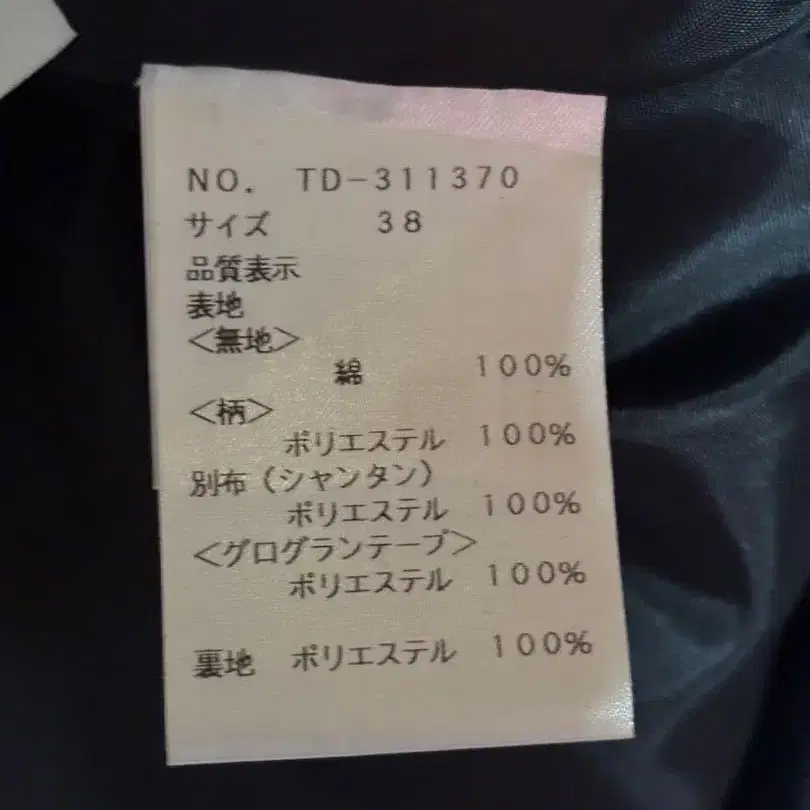 NO. TD-311370
サイズ 38
品質表示
表地
<無地>
綿 100%
<柄>
ポリエステル 100%
別布(シャンタン)
ポリエステル 100%
<グログランテープ>
ポリエステル 100%
裏地 ポリエステル 100%